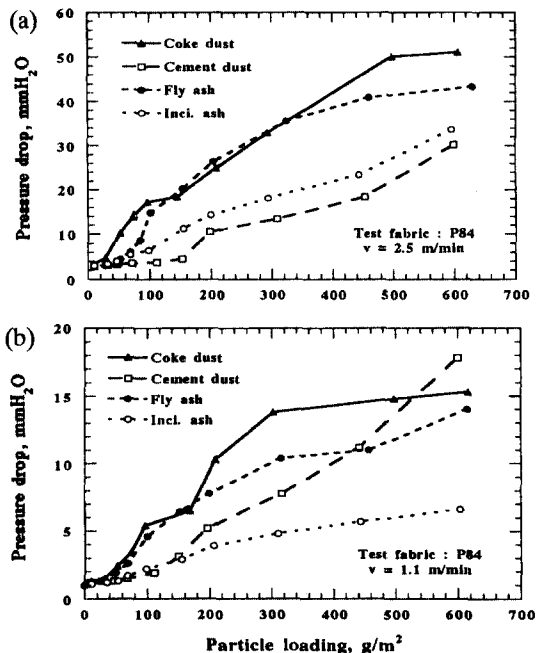 (a)
60
50
40
30
20
10
0
Pressure drop, mmH₂O
Coke dust
Cement dust
Fly ash
Inci. ash
Test fabric : P84
v = 2.5 m/min
0 100 200 300 400 500 600 700
(b)
20
15
10
5
0
Pressure drop, mmH₂O
Coke dust
Cement dust
Fly ash
Inci. ash
Test fabric : P84
v = 1.1 m/min
0 100 200 300 400 500 600 700
Particle loading, g/m²